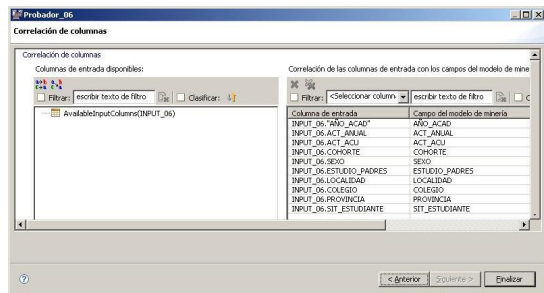 Probador_06
Correlación de columnas
Correlación de columnas
Columnas de entrada disponibles:
Filtrar: escribir texto de filtro Clasificar:
AvailableInputColumns(INPUT_06)
Correlación de las columnas de entrada con los campos del modelo de mine
Filtrar: <Seleccionar column escribir texto de filtro C
Columna de entrada Campo del modelo de minería
INPUT_06."AÑO_ACAD" AÑO_ACAD
INPUT_06.ACT_ANUAL ACT_ANUAL
INPUT_06.ACT_ACU ACT_ACU
INPUT_06.COHORTE COHORTE
INPUT_06.SEXO SEXO
INPUT_06.ESTUDIO_PADRES ESTUDIO_PADRES
INPUT_06.LOCALIDAD LOCALIDAD
INPUT_06.COLEGIO COLEGIO
INPUT_06.PROVINCIA PROVINCIA
INPUT_06.SIT_ESTUDIANTE SIT_ESTUDIANTE
< Anterior Siguiente > Finalizar